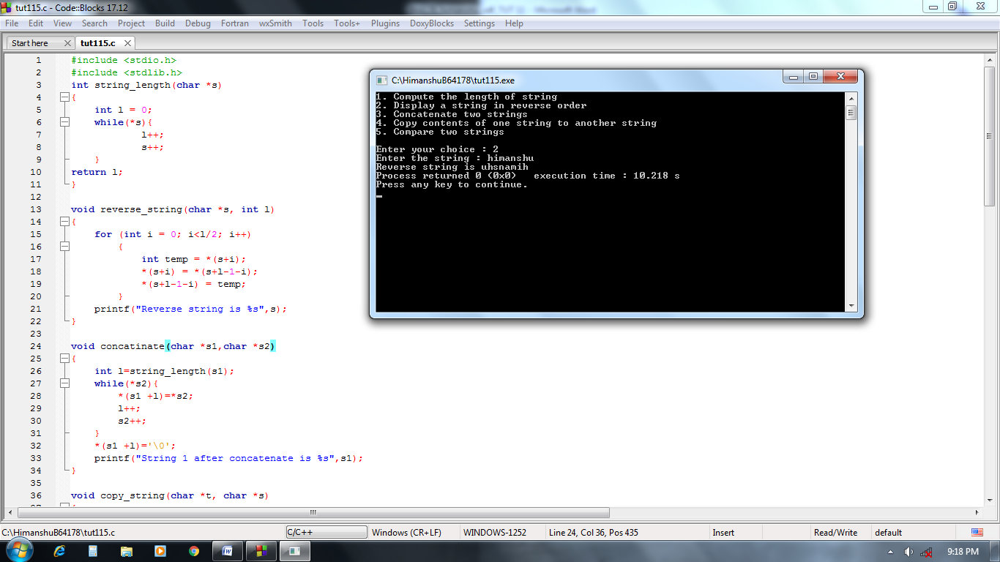 tut115.c - Code::Blocks 17.12
File Edit View Search Project Build Debug Fortran wxSmith Tools Tools+ Plugins DoxyBlocks Settings Help
Start here tut115.c
1 #include <stdio.h>
2 #include <stdlib.h>
3 int string_length(char *s)
4 {
5 int l = 0;
6 while(*s){
7 l++;
8 s++;
9 }
10 return l;
11 }
12
13 void reverse_string(char *s, int l)
14 {
15 for (int i = 0; i<l/2; i++)
16 {
17 int temp = *(s+i);
18 *(s+i) = *(s+l-1-i);
19 *(s+l-1-i) = temp;
20 }
21 printf("Reverse string is %s",s);
22 }
23
24 void concatinate(char *s1,char *s2)
25 {
26 int l=string_length(s1);
27 while(*s2){
28 *(s1 +l)=*s2;
29 l++;
30 s2++;
31 }
32 *(s1 +l)='\0';
33 printf("String 1 after concatenate is %s",s1);
34 }
35
36 void copy_string(char *t, char *s)
C:\HimanshuB64178\tut115.exe
1. Compute the length of string
2. Display a string in reverse order
3. Concatenate two strings
4. Copy contents of one string to another string
5. Compare two strings
Enter your choice : 2
Enter the string : himanshu
Reverse string is uhsnamih
Process returned 0 (0x0) execution time : 10.218 s
Press any key to continue.
C:\HimanshuB64178\tut115.c C/C++ Windows (CR+LF) WINDOWS-1252 Line 24, Col 36, Pos 435 Insert Read/Write default
9:18 PM